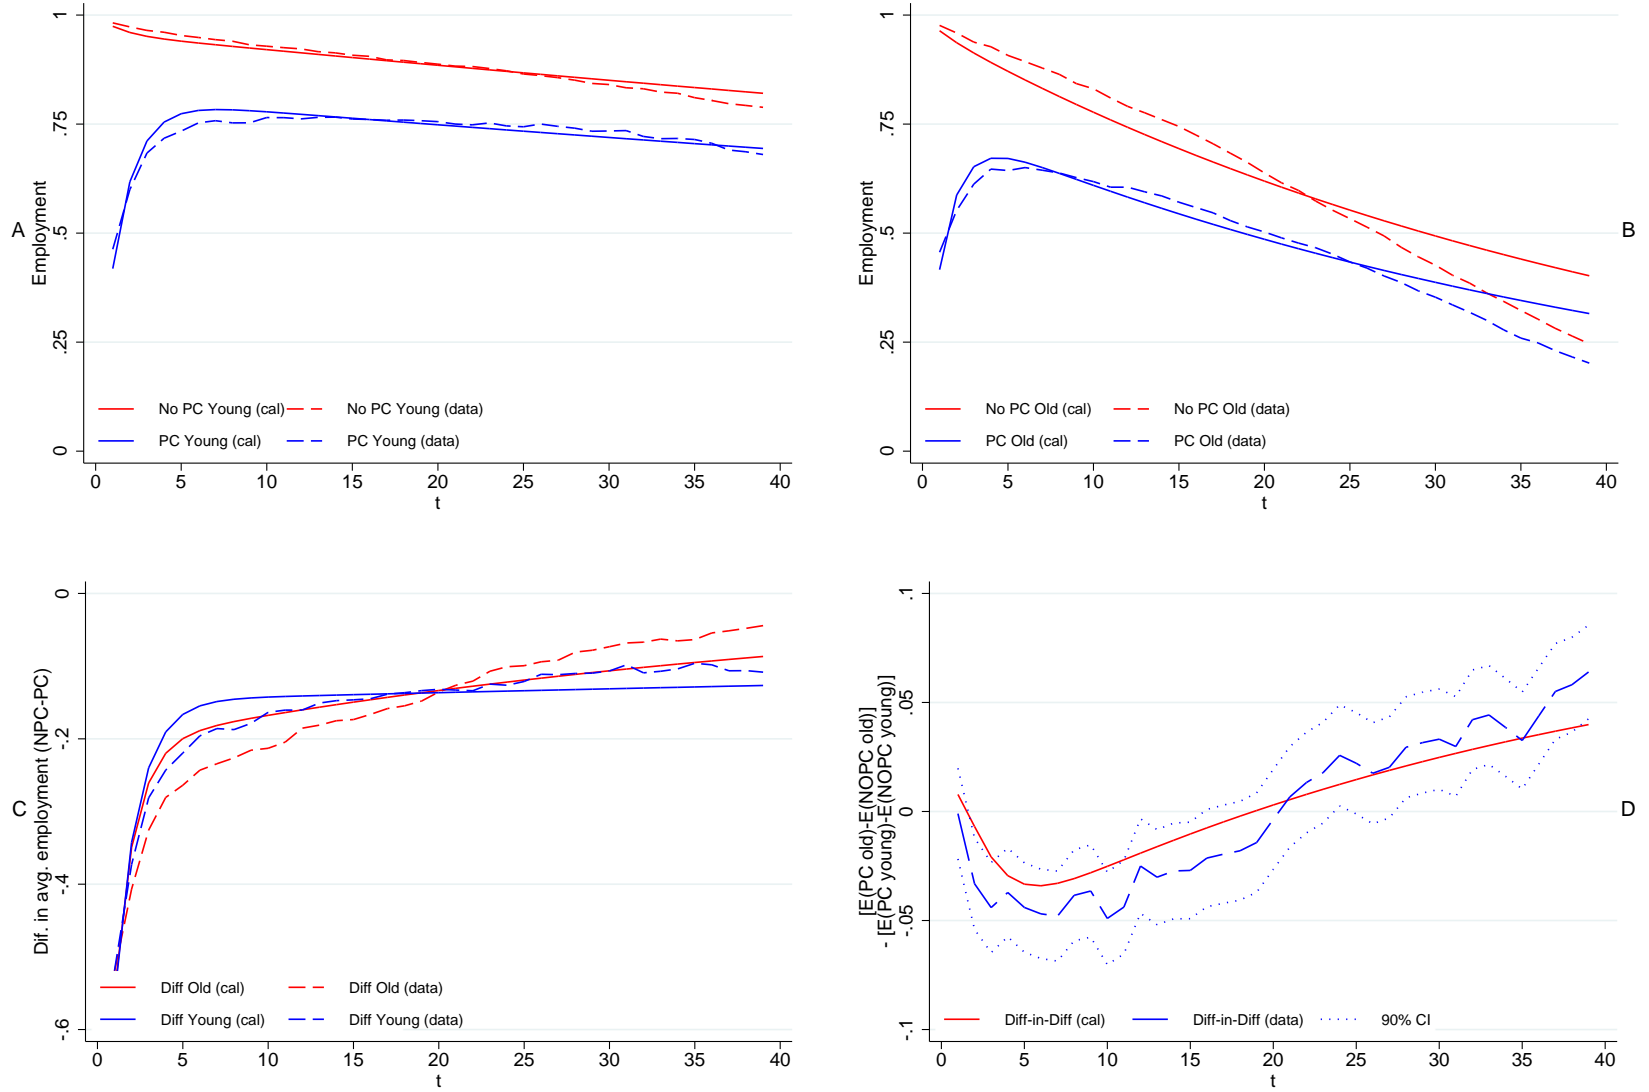 A
Employment
1
.75
.5
.25
0
No PC Young (cal)
No PC Young (data)
PC Young (cal)
PC Young (data)
0 5 10 15 20 25 30 35 40
t
B
Employment
1
.75
.5
.25
0
No PC Old (cal)
No PC Old (data)
PC Old (cal)
PC Old (data)
0 5 10 15 20 25 30 35 40
t
C
Dif. in avg. employment (NPC-PC)
0
-.2
-.4
-.6
Diff Old (cal)
Diff Old (data)
Diff Young (cal)
Diff Young (data)
0 5 10 15 20 25 30 35 40
t
D
[E(PC old)-E(NOPC old)]
- [E(PC young)-E(NOPC young)]
.1
.05
0
-.05
-.1
Diff-in-Diff (cal)
Diff-in-Diff (data)
90% CI
0 5 10 15 20 25 30 35 40
t